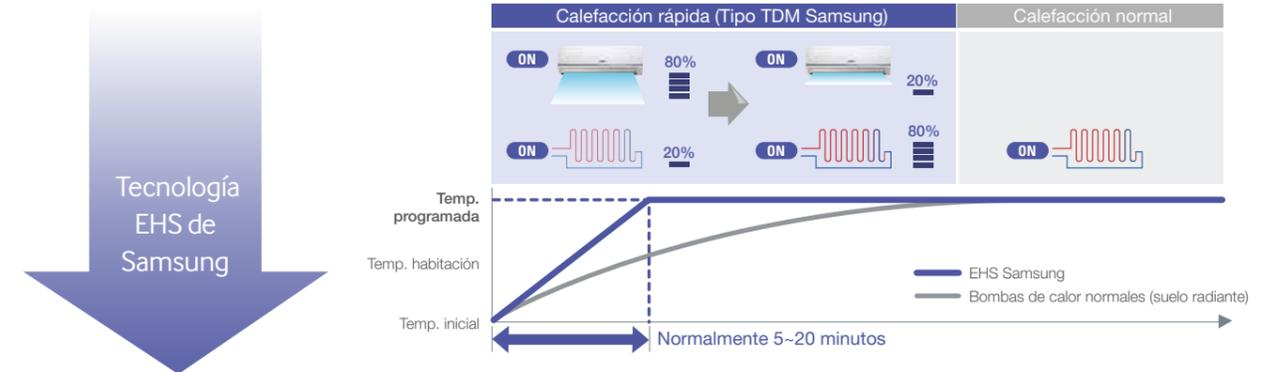 Calefacción rápida (Tipo TDM Samsung)
Calefacción normal
ON
80%
ON
20%
ON
20%
ON
80%
ON
Tecnología
EHS de
Samsung
Temp.
programada
Temp. habitación
Temp. inicial
EHS Samsung
Bombas de calor normales (suelo radiante)
Normalmente 5~20 minutos